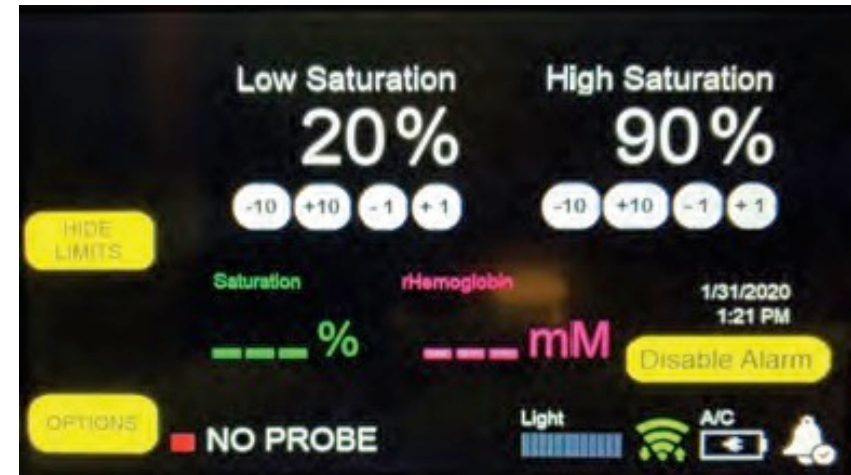 Low Saturation
High Saturation
20%
90%
-10 +10 -1 +1
-10 +10 -1 +1
HIDE
LIMITS
Saturation
rHemoglobin
1/31/2020
1:21 PM
--- %
--- mM
Disable Alarm
OPTIONS
NO PROBE
Light
A/C